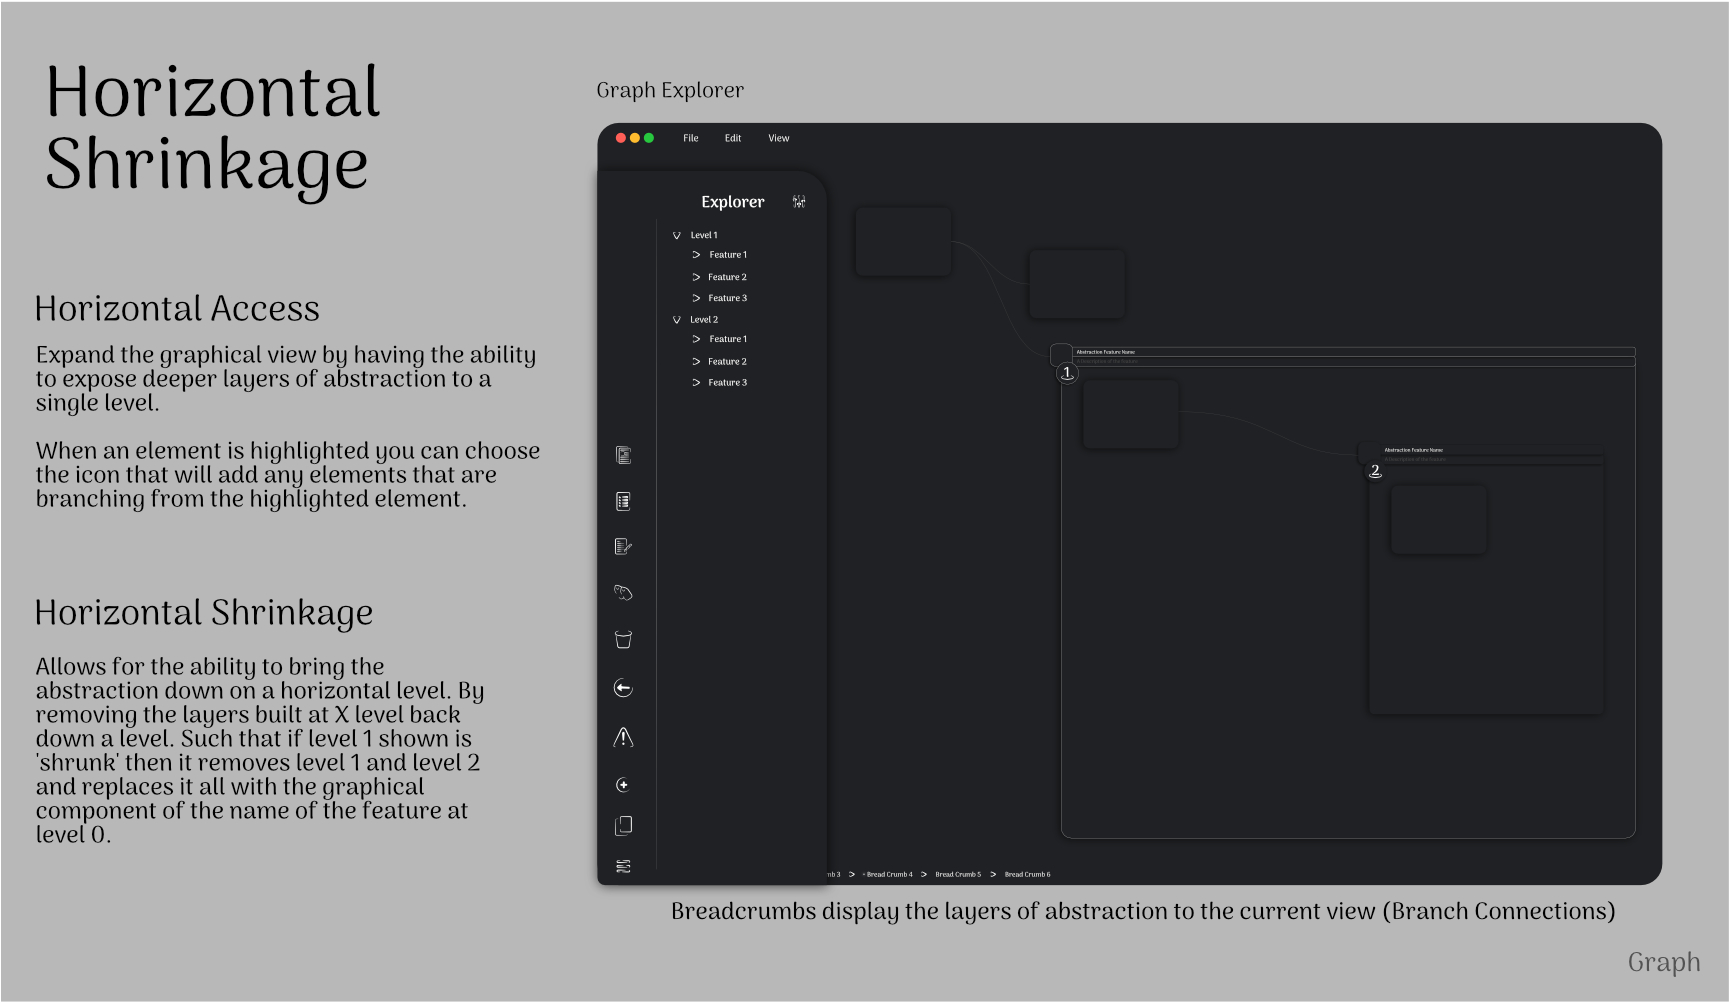 Horizontal
Shrinkage
Horizontal Access
Expand the graphical view by having the ability
to expose deeper layers of abstraction to a
single level.
When an element is highlighted you can choose
the icon that will add any elements that are
branching from the highlighted element.
Horizontal Shrinkage
Allows for the ability to bring the
abstraction down on a horizontal level. By
removing the layers built at X level back
down a level. Such that if level 1 shown is
'shrunk' then it removes level 1 and level 2
and replaces it all with the graphical
component of the name of the feature at
level 0.
Graph Explorer
File Edit View
Explorer
Level 1
Feature 1
Feature 2
Feature 3
Level 2
Feature 1
Feature 2
Feature 3
Abstraction Feature Name
A Description of the Feature
1
Abstraction Feature Name
A Description of the Feature
2
mb 3 > Bread Crumb 4 > Bread Crumb 5 > Bread Crumb 6
Breadcrumbs display the layers of abstraction to the current view (Branch Connections)
Graph